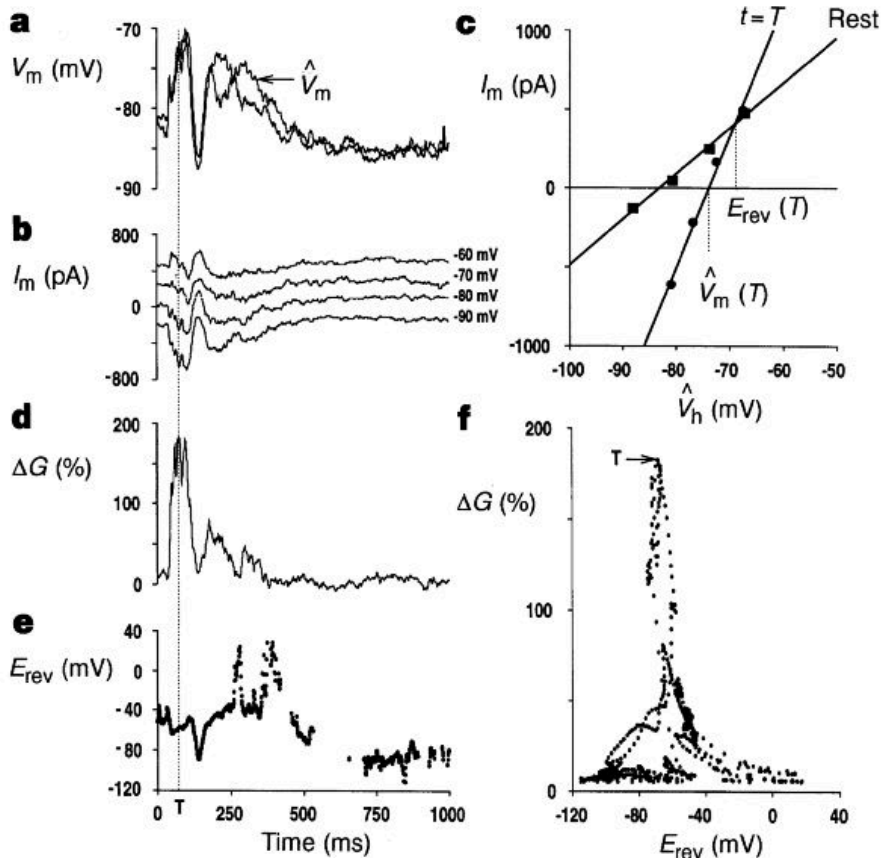 a
V_m (mV)
-70
-80
-90
V̂_m
b
I_m (pA)
800
0
-800
-60 mV
-70 mV
-80 mV
-90 mV
c
t = T
Rest
I_m (pA)
1000
0
-1000
E_rev (T)
V̂_m (T)
-100 -90 -80 -70 -60 -50
V̂_h (mV)
d
ΔG (%)
200
150
100
50
0
e
E_rev (mV)
40
0
-40
-80
-120
0 T 250 500 750 1000
Time (ms)
f
ΔG (%)
200
100
0
T
-120 -80 -40 0 40
E_rev (mV)